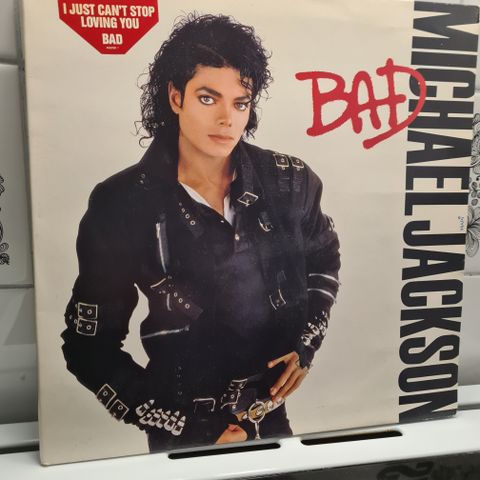 I JUST CAN'T STOP
LOVING YOU
BAD
BAD
MICHAEL JACKSON